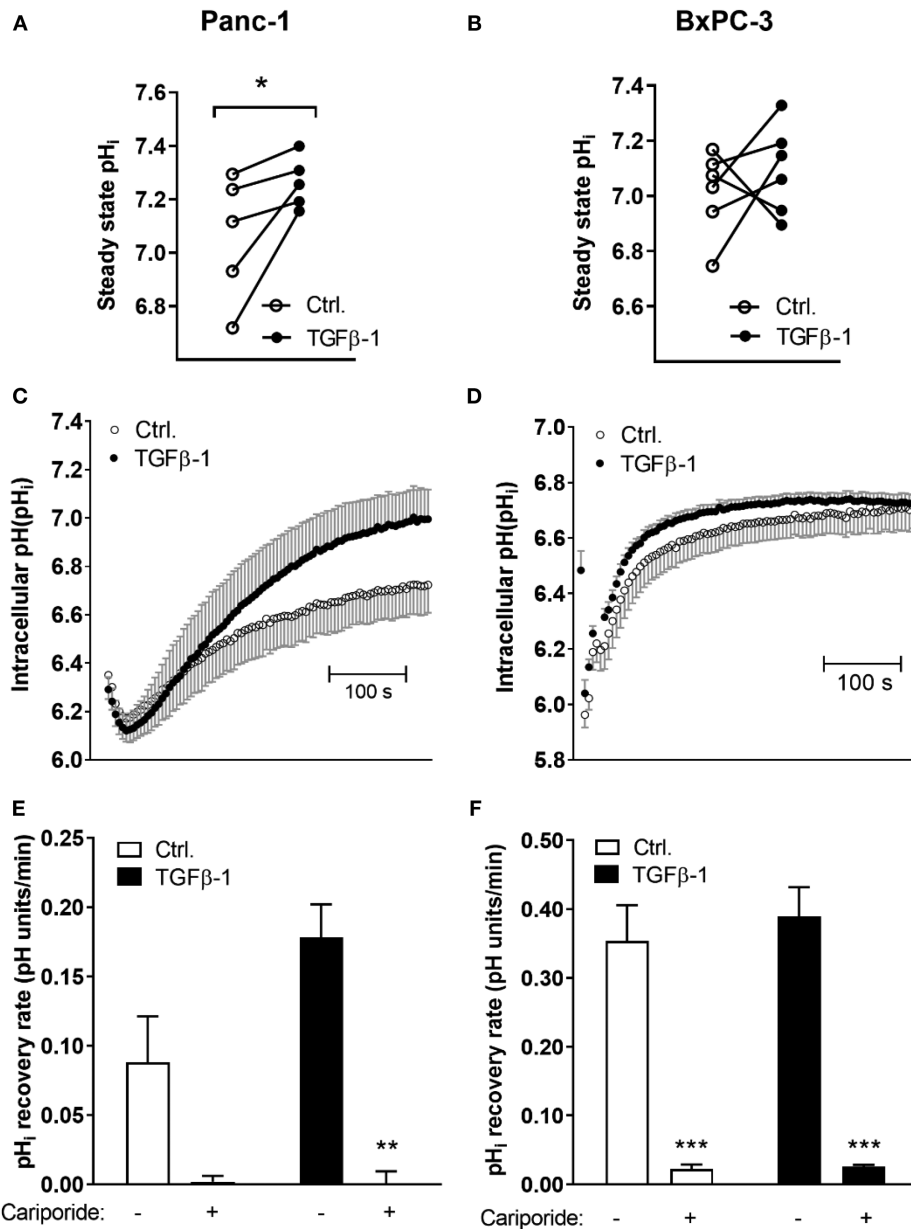 A
Panc-1
B
BxPC-3
Steady state pHi
7.6
7.4
7.2
7.0
6.8
*
Ctrl.
TGFβ-1
Steady state pHi
7.4
7.2
7.0
6.8
6.6
Ctrl.
TGFβ-1
C
Intracellular pH(pHi)
7.4
7.2
7.0
6.8
6.6
6.4
6.2
6.0
Ctrl.
TGFβ-1
100 s
D
Intracellular pH(pHi)
7.0
6.8
6.6
6.4
6.2
6.0
5.8
Ctrl.
TGFβ-1
100 s
E
pHi recovery rate (pH units/min)
0.25
0.20
0.15
0.10
0.05
0.00
Ctrl.
TGFβ-1
**
Cariporide: - + - +
F
pHi recovery rate (pH units/min)
0.50
0.40
0.30
0.20
0.10
0.00
Ctrl.
TGFβ-1
*** ***
Cariporide: - + - +